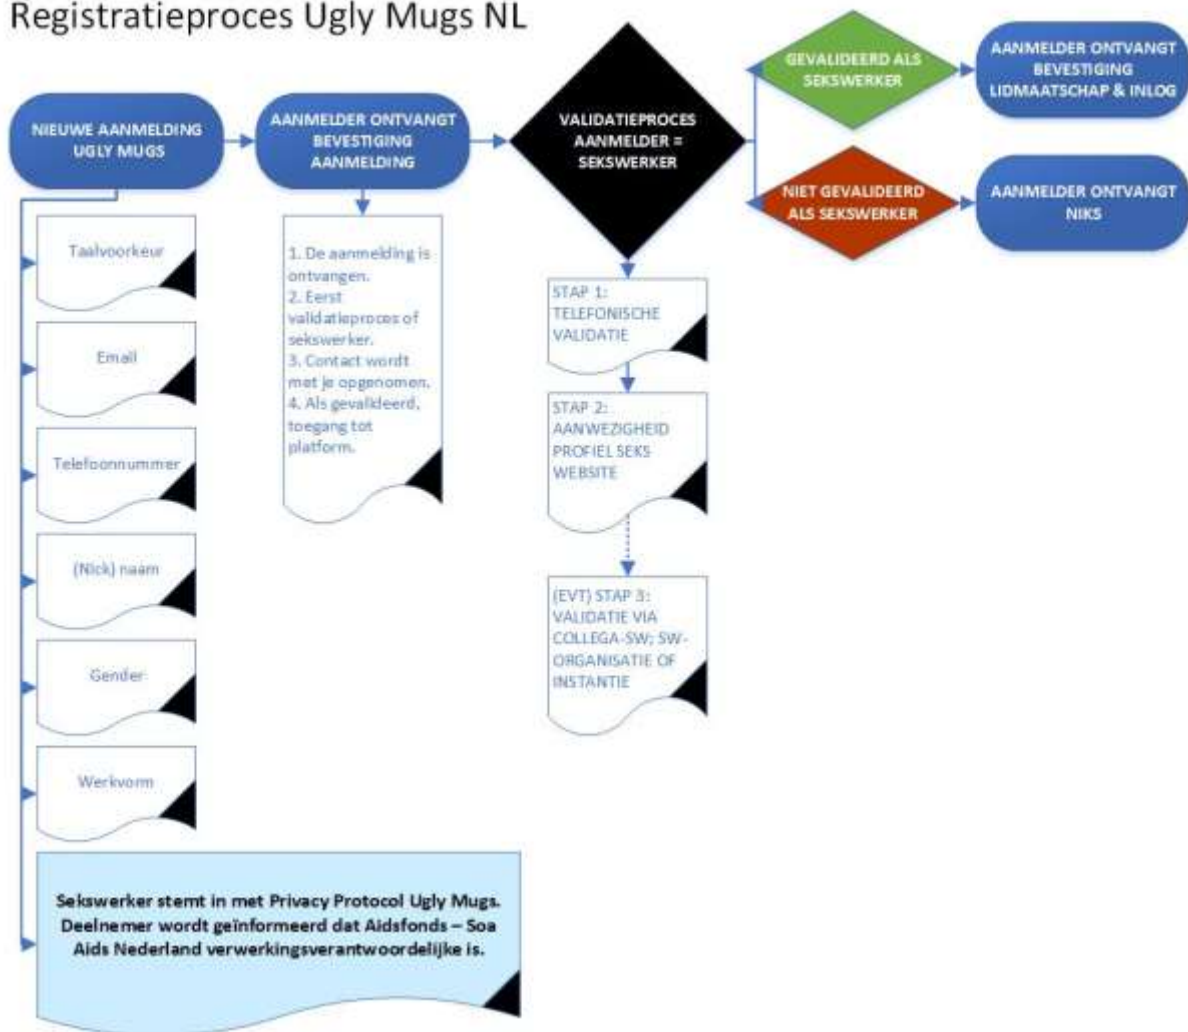 Registratieproces Ugly Mugs NL
NIEUWE AANMELDING
UGLY MUGS
AANMELDER ONTVANGT
BEVESTIGING
AANMELDING
VALIDATIEPROCES
AANMELDER =
SEKSWERKER
GEVALIDEERD ALS
SEKSWERKER
AANMELDER ONTVANGT
BEVESTIGING
LIDMAATSCHAP & INLOG
NIET GEVALIDEERD
ALS SEKSWERKER
AANMELDER ONTVANGT
NIKS
Taalvoorkeur
Email
Telefoonnummer
(Nick) naam
Gender
Werkvorm
1. De aanmelding is
ontvangen.
2. Eerst
validatieproces of
sekswerker.
3. Contact wordt
met je opgenomen.
4. Als gevalideerd,
toegang tot
platform.
STAP 1:
TELEFONISCHE
VALIDATIE
STAP 2:
AANWEZIGHEID
PROFIEL SEKS
WEBSITE
(EVT) STAP 3:
VALIDATIE VIA
COLLEGA-SW; SW-
ORGANISATIE OF
INSTANTIE
Sekswerker stemt in met Privacy Protocol Ugly Mugs.
Deelnemer wordt geïnformeerd dat Aidsfonds – Soa
Aids Nederland verwerkingsverantwoordelijke is.